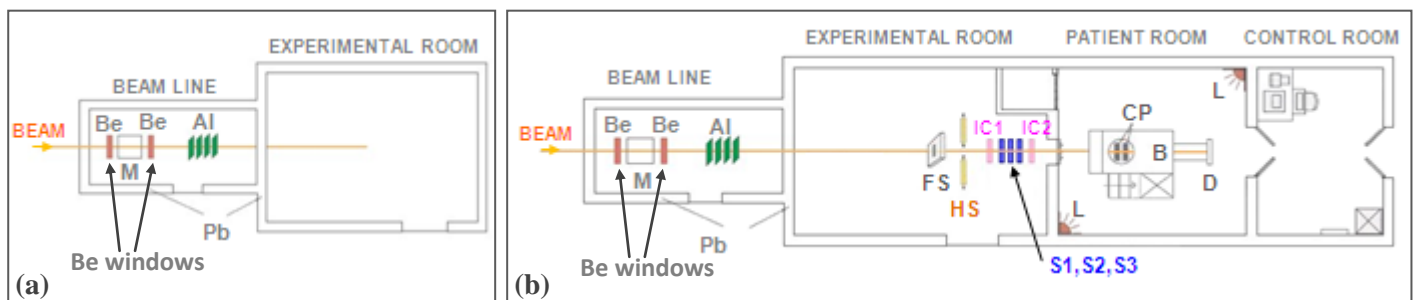 EXPERIMENTAL ROOM
BEAM LINE
BEAM
Be Be Al
M
Pb
Be windows
(a)
EXPERIMENTAL ROOM PATIENT ROOM CONTROL ROOM
BEAM LINE
L
CP
BEAM
Be Be Al
IC1 IC2
B
M
FS
D
HS
L
Pb
Be windows
S1, S2, S3
(b)